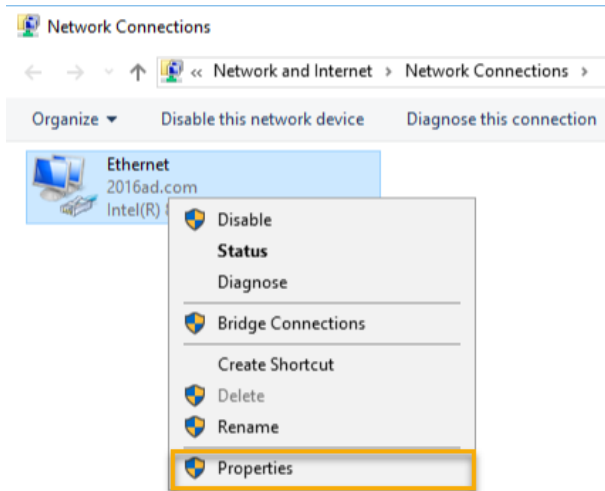 Network Connections
« Network and Internet > Network Connections >
Organize Disable this network device Diagnose this connection
Ethernet
2016ad.com
Intel(R)
Disable
Status
Diagnose
Bridge Connections
Create Shortcut
Delete
Rename
Properties